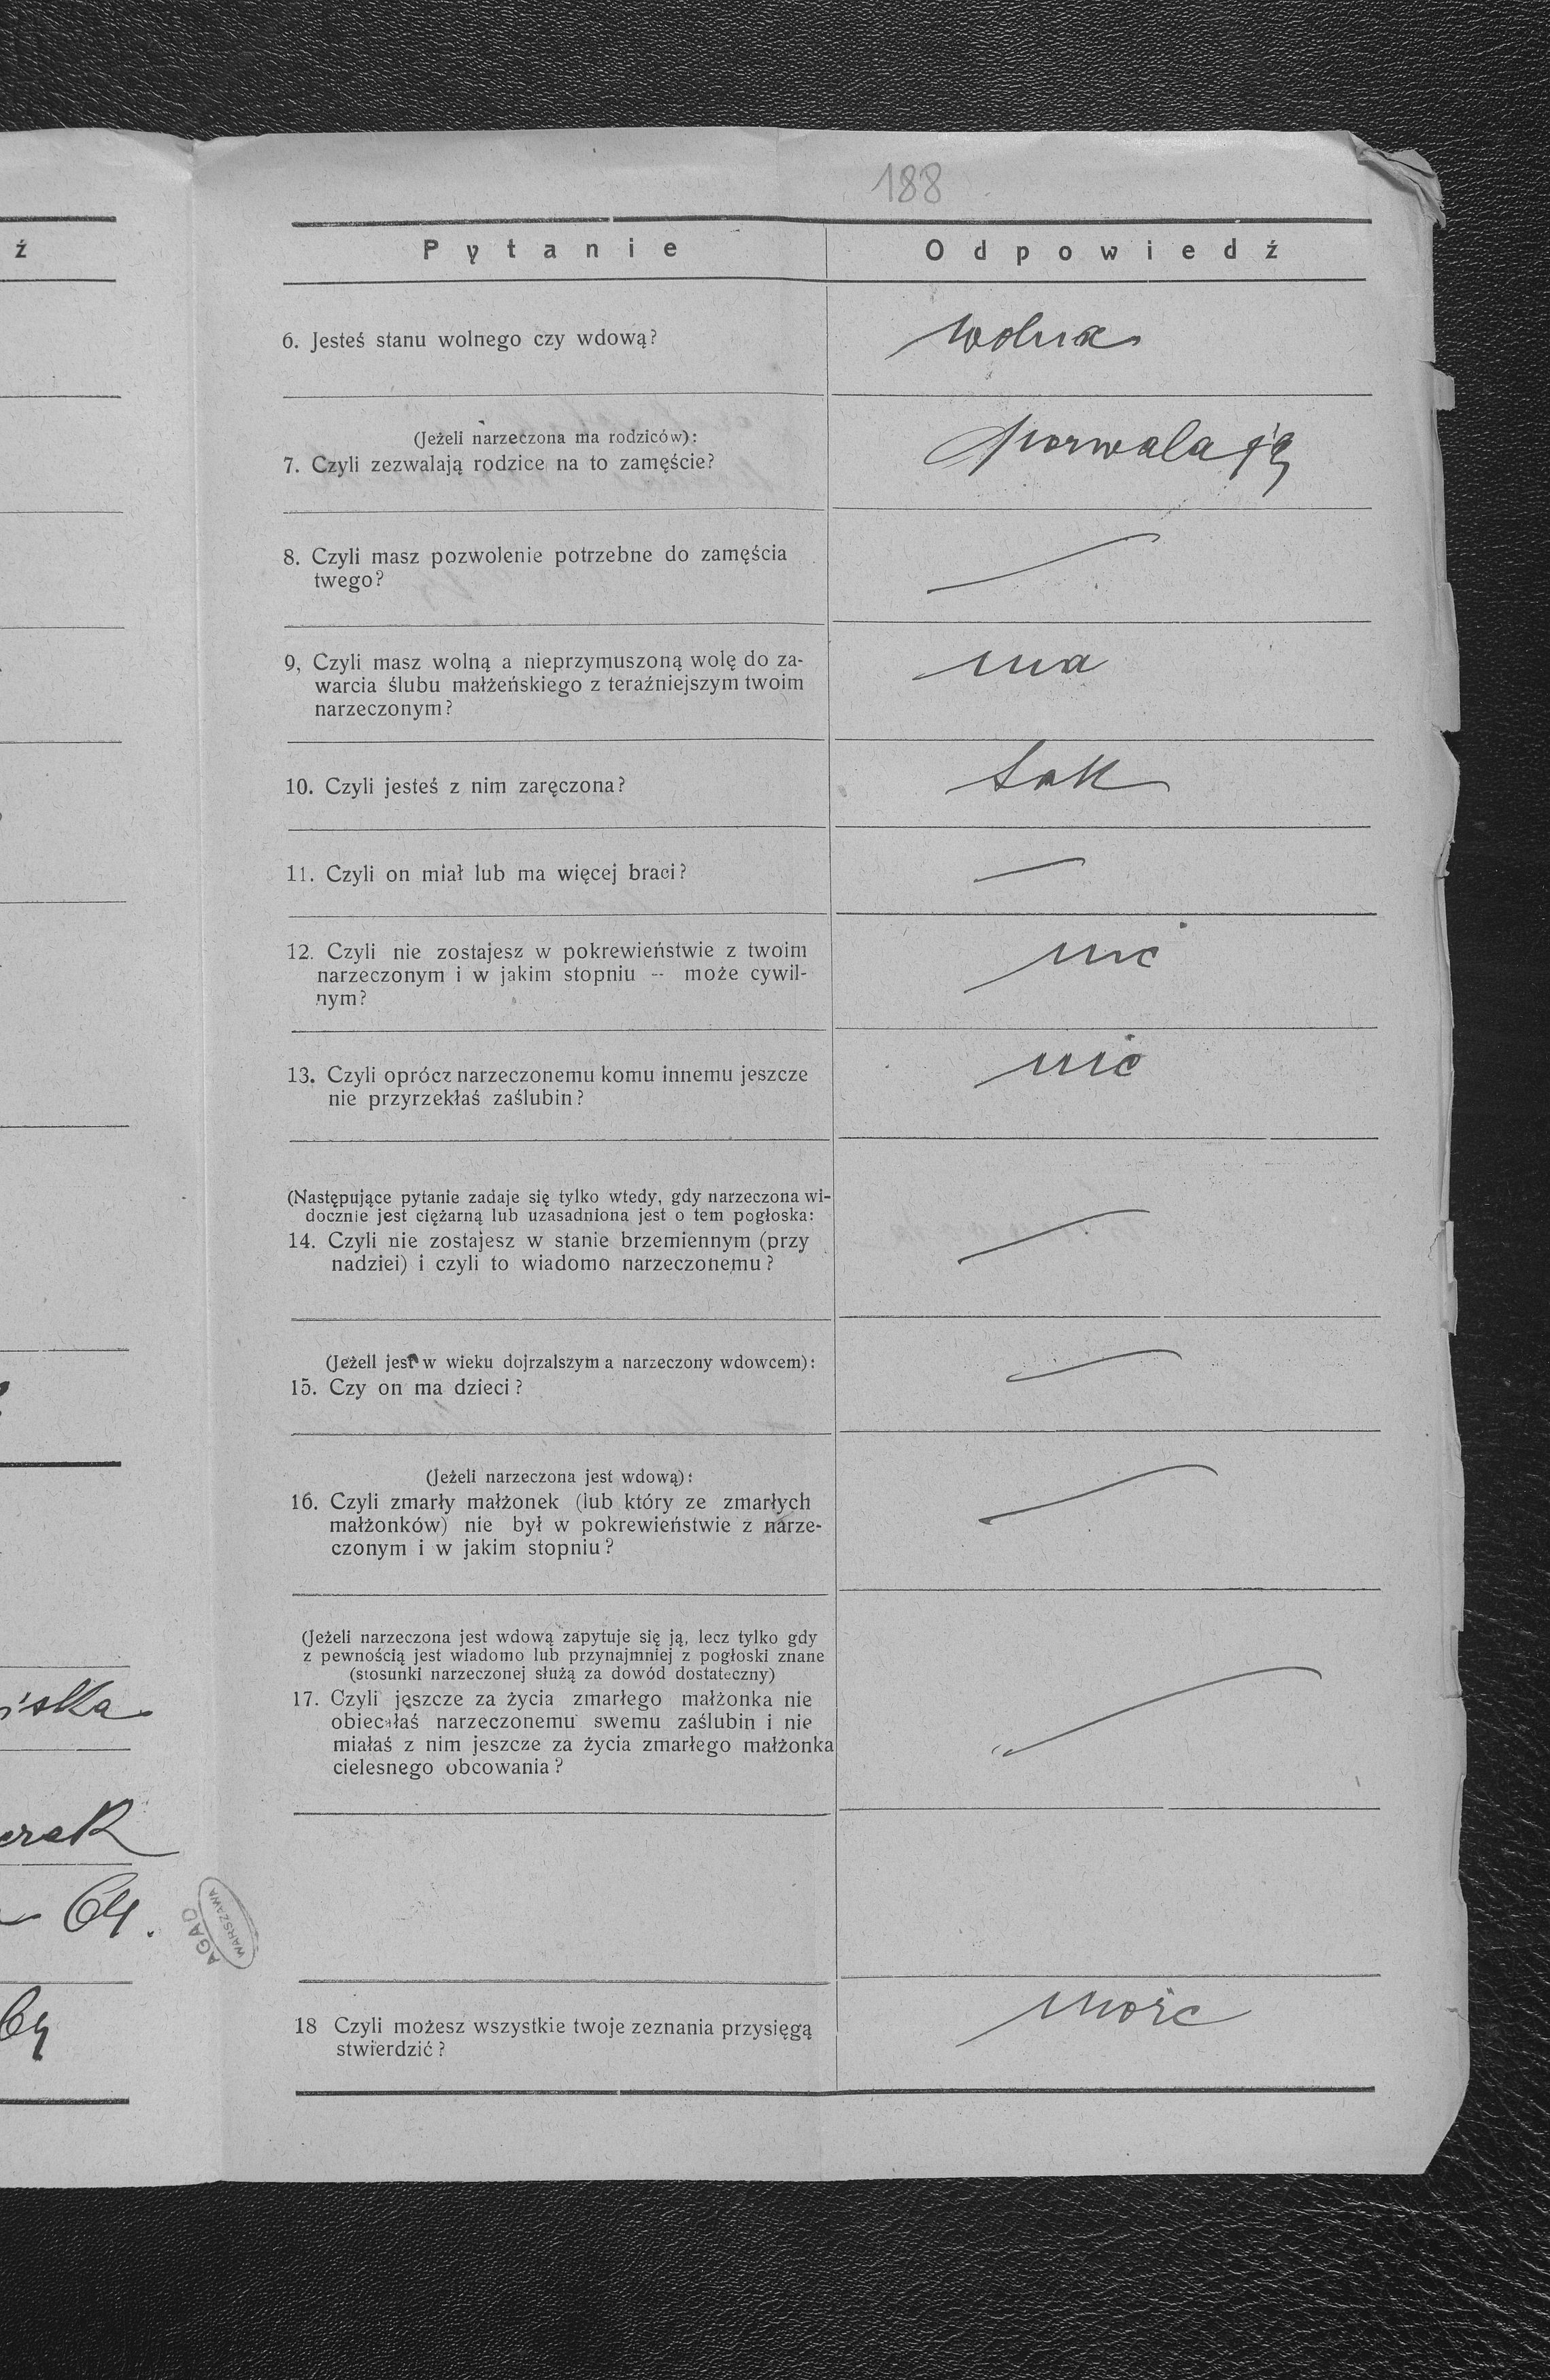 188
ź
Pytanie
Odpowiedź
6. Jesteś stanu wolnego czy wdową?
wolna
(Jeżeli narzeczona ma rodziców):
7. Czyli zezwalają rodzice na to zamęście?
pozwalają
8. Czyli masz pozwolenie potrzebne do zamęścia
twego?
9, Czyli masz wolną a nieprzymuszoną wolę do za-
warcia ślubu małżeńskiego z teraźniejszym twoim
narzeczonym?
ma
10. Czyli jesteś z nim zaręczona?
tak
11. Czyli on miał lub ma więcej braci?
12. Czyli nie zostajesz w pokrewieństwie z twoim
narzeczonym i w jakim stopniu -- może cywil-
nym?
nie
13. Czyli oprócz narzeczonemu komu innemu jeszcze
nie przyrzekłaś zaślubin?
nie
(Następujące pytanie zadaje się tylko wtedy, gdy narzeczona wi-
docznie jest ciężarną lub uzasadniona jest o tem pogłoska:
14. Czyli nie zostajesz w stanie brzemiennym (przy
nadziei) i czyli to wiadomo narzeczonemu?
(Jeżeli jest w wieku dojrzalszym a narzeczony wdowcem):
15. Czy on ma dzieci?
(Jeżeli narzeczona jest wdową):
16. Czyli zmarły małżonek (lub który ze zmarłych
małżonków) nie był w pokrewieństwie z narze-
czonym i w jakim stopniu?
(Jeżeli narzeczona jest wdową zapytuje się ją, lecz tylko gdy
z pewnością jest wiadomo lub przynajmniej z pogłoski znane
(stosunki narzeczonej służą za dowód dostateczny)
17. Czyli jeszcze za życia zmarłego małżonka nie
obiecałaś narzeczonemu swemu zaślubin i nie
miałaś z nim jeszcze za życia zmarłego małżonka
cielesnego obcowania?
64.
AGAD
WARSZAWA
18 Czyli możesz wszystkie twoje zeznania przysięgą
stwierdzić?
może